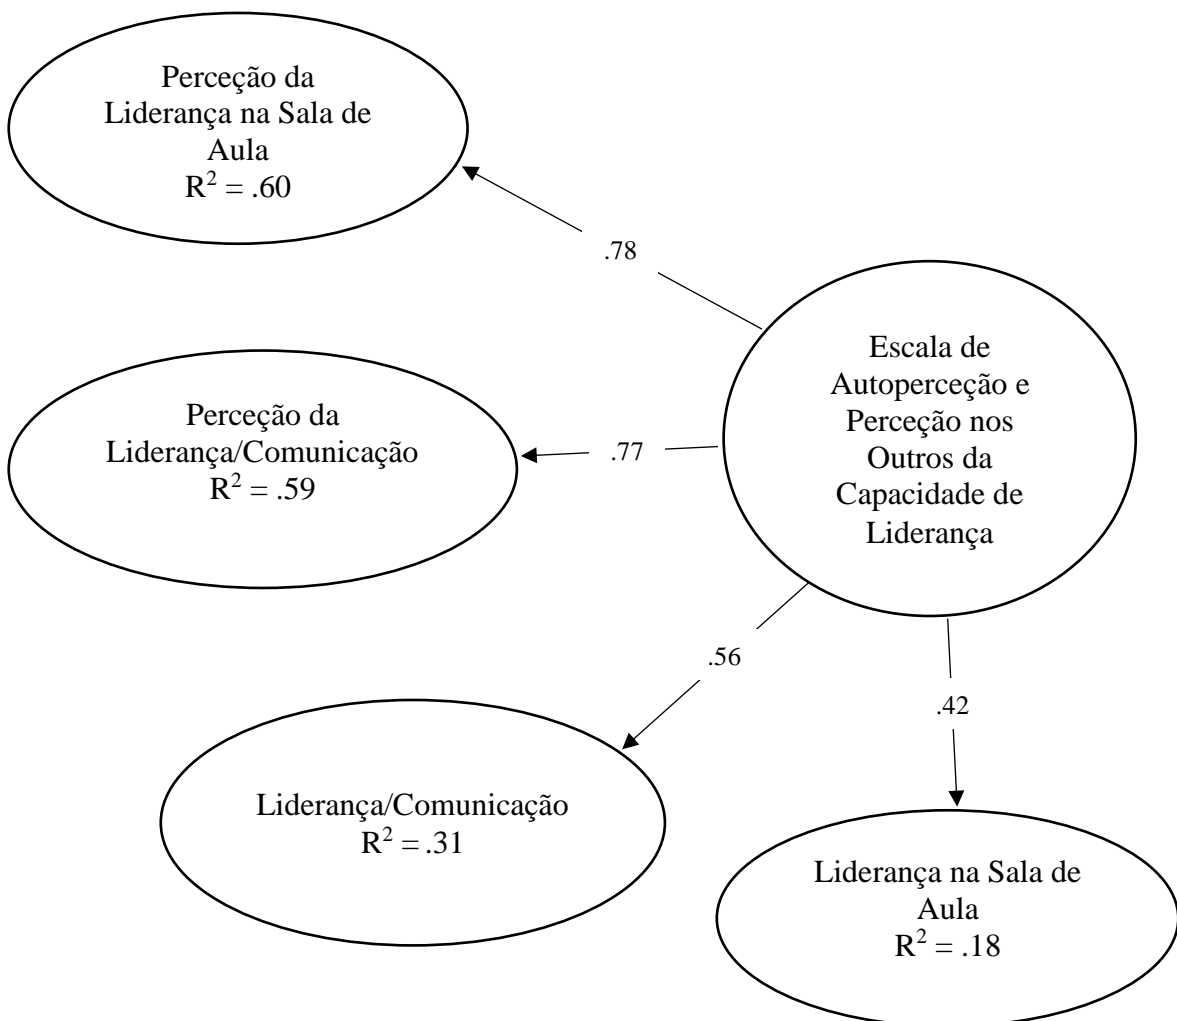 Perceção da
Liderança na Sala de
Aula
R² = .60
.78
Escala de
Autoperceção e
Perceção nos
Outros da
Capacidade de
Liderança
Perceção da
Liderança/Comunicação
R² = .59
.77
.56
.42
Liderança/Comunicação
R² = .31
Liderança na Sala de
Aula
R² = .18